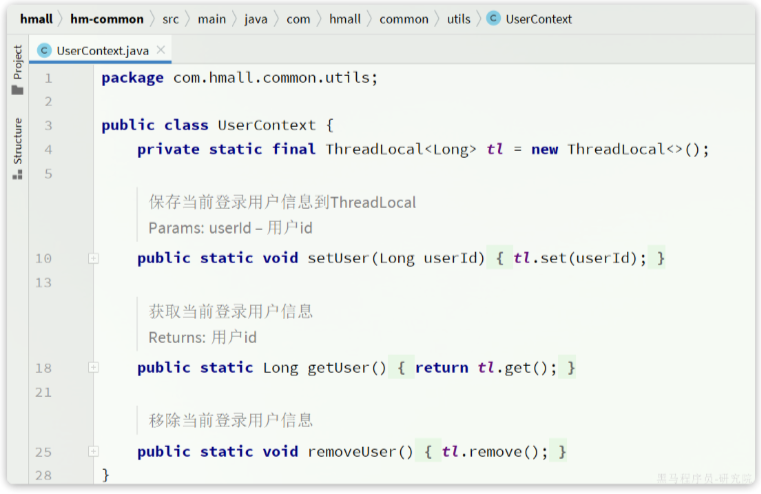 hmall 〉 hm-common 〉 src 〉 main 〉 java 〉 com 〉 hmall 〉 common 〉 utils 〉 C UserContext
Project
Structure
C UserContext.java ×
1 package com.hmall.common.utils;
2
3 public class UserContext {
4 private static final ThreadLocal<Long> tl = new ThreadLocal<>();
5
保存当前登录用户信息到ThreadLocal
Params: userId – 用户id
10 public static void setUser(Long userId) { tl.set(userId); }
13
获取当前登录用户信息
Returns: 用户id
18 public static Long getUser() { return tl.get(); }
21
移除当前登录用户信息
25 public static void removeUser() { tl.remove(); }
28 }
黑马程序员-研究院